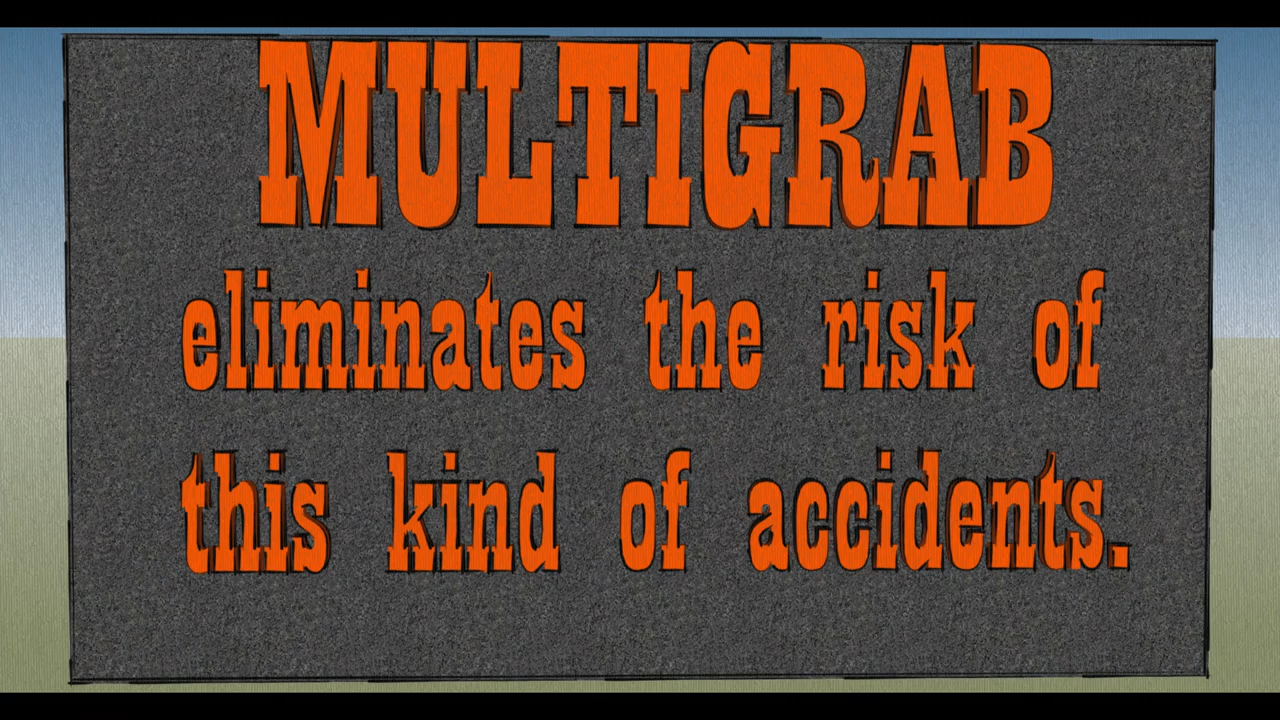 MULTIGRAB
eliminates the risk of
this kind of accidents.